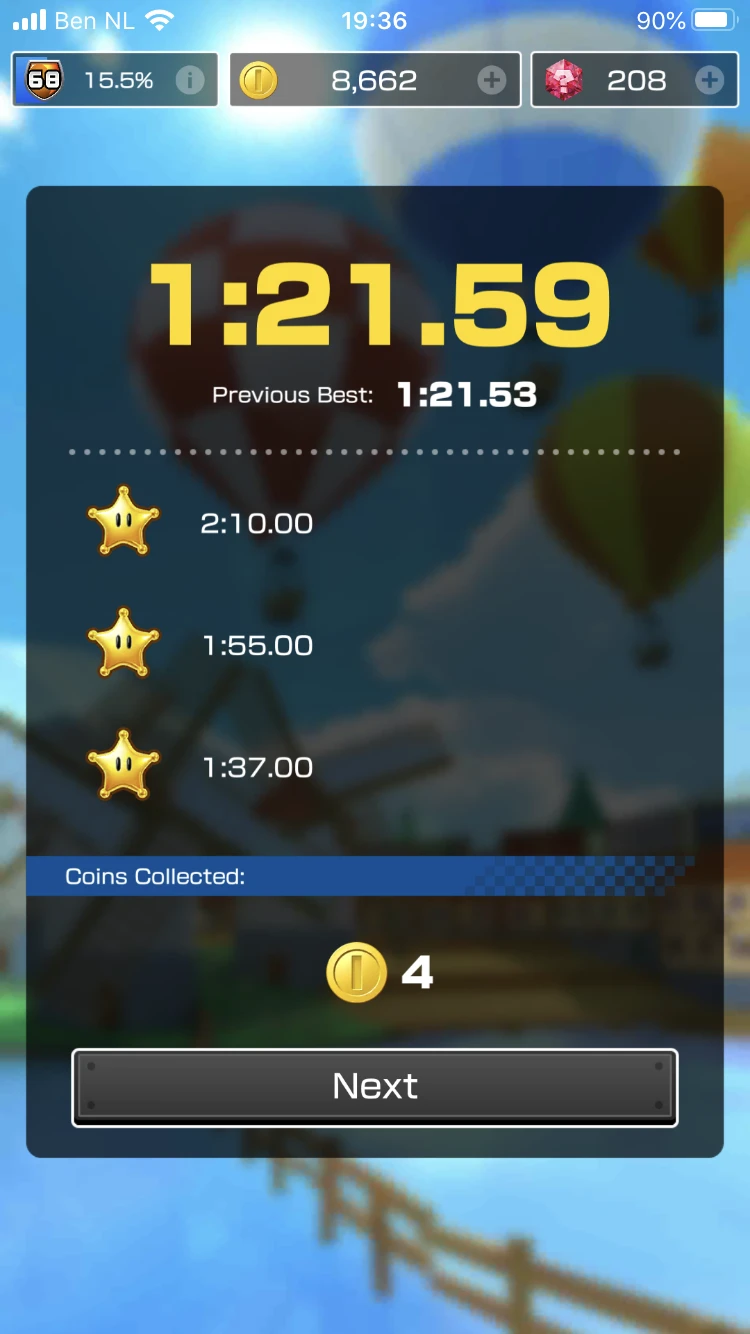 Ben NL 19:36 90%
68 15.5% i 8,662 + ? 208 +
1:21.59
Previous Best: 1:21.53
2:10.00
1:55.00
1:37.00
Coins Collected:
4
Next